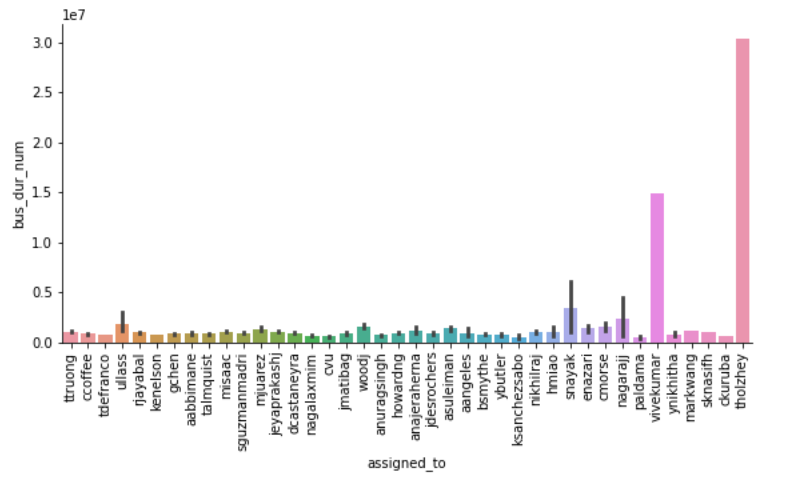 1e7
3.0
2.5
2.0
1.5
1.0
0.5
0.0
bus_dur_num
ttruong
ccoffee
tdefranco
ullass
rjayabal
kenelson
gchen
aabbimane
talmquist
misaac
sguzmanmadri
mjuarez
jeyaprakashj
dcastaneyra
nagalaxmim
cvu
jmatibag
woodj
anuragsingh
howardng
anajeraherna
jdesrochers
asuleiman
aangeles
bsmythe
ybutler
ksanchezsabo
nikhilraj
hmiao
snayak
enazari
cmorse
nagarajj
paldama
vivekumar
ynikhitha
markwang
sknasifh
ckuruba
tholzhey
assigned_to